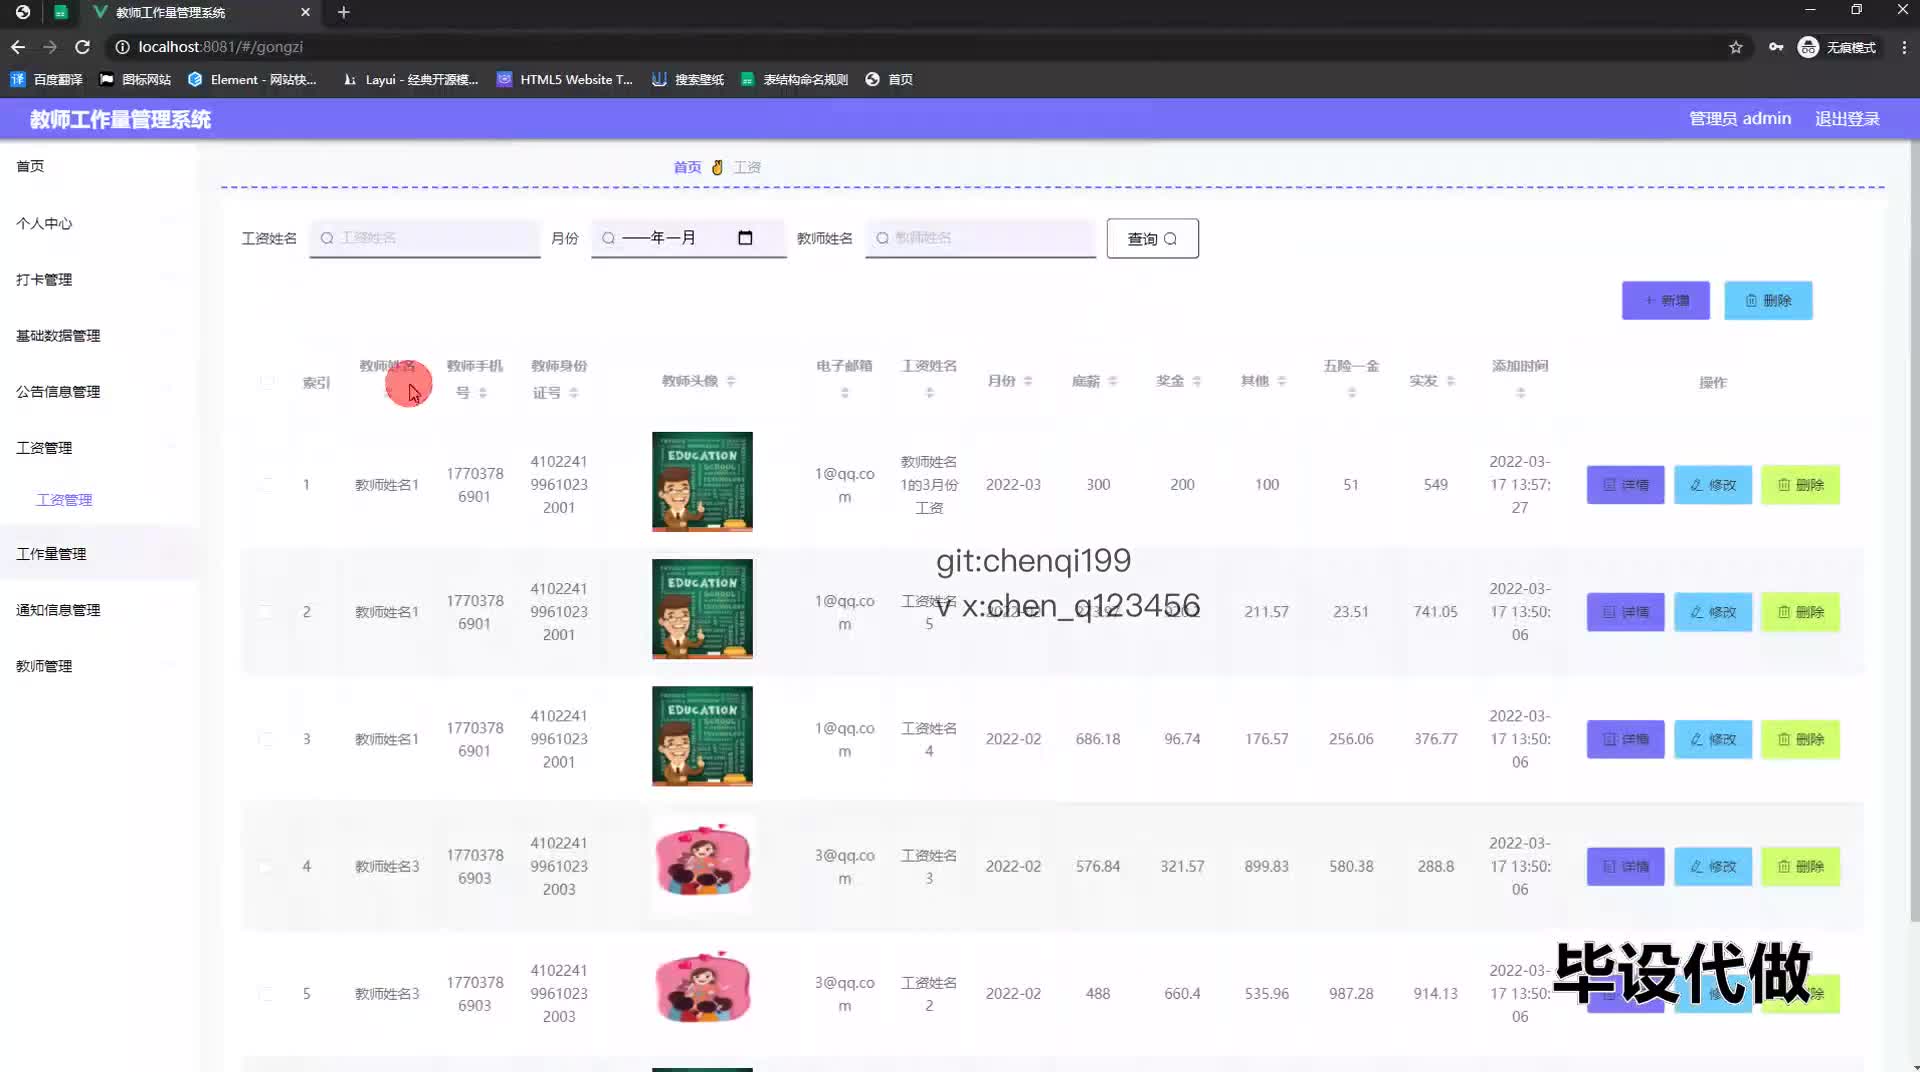 教师工作量管理系统
localhost:8081/#/gongzi
无痕模式
百度翻译
图标网站
Element - 网站快...
Layui - 经典开源模...
HTML5 Website T...
搜索壁纸
表结构命名规则
首页
教师工作量管理系统
管理员 admin
退出登录
首页
个人中心
打卡管理
基础数据管理
公告信息管理
工资管理
工资管理
工作量管理
通知信息管理
教师管理
首页 工资
工资姓名 工资姓名 月份 ——年—月 教师姓名 教师姓名 查询
新增 删除
索引 教师姓名 教师手机号 教师身份证号 教师头像 电子邮箱 工资姓名 月份 底薪 奖金 其他 五险一金 实发 添加时间 操作
1 教师姓名1 17703786901 410224199610232001 EDUCATION 1@qq.com 教师姓名1的3月份工资 2022-03 300 200 100 51 549 2022-03-17 13:57:27 详情 修改 删除
git:chenqi199
v x:chen_q123456
2 教师姓名1 17703786901 410224199610232001 EDUCATION 1@qq.com 工资姓名5 211.57 23.51 741.05 2022-03-17 13:50:06 详情 修改 删除
3 教师姓名1 17703786901 410224199610232001 EDUCATION 1@qq.com 工资姓名4 2022-02 686.18 96.74 176.57 256.06 376.77 2022-03-17 13:50:06 详情 修改 删除
4 教师姓名3 17703786903 410224199610232003 3@qq.com 工资姓名3 2022-02 576.84 321.57 899.83 580.38 288.8 2022-03-17 13:50:06 详情 修改 删除
5 教师姓名3 17703786903 410224199610232003 3@qq.com 工资姓名2 2022-02 488 660.4 535.96 987.28 914.13 2022-03-17 13:50:06
毕设代做